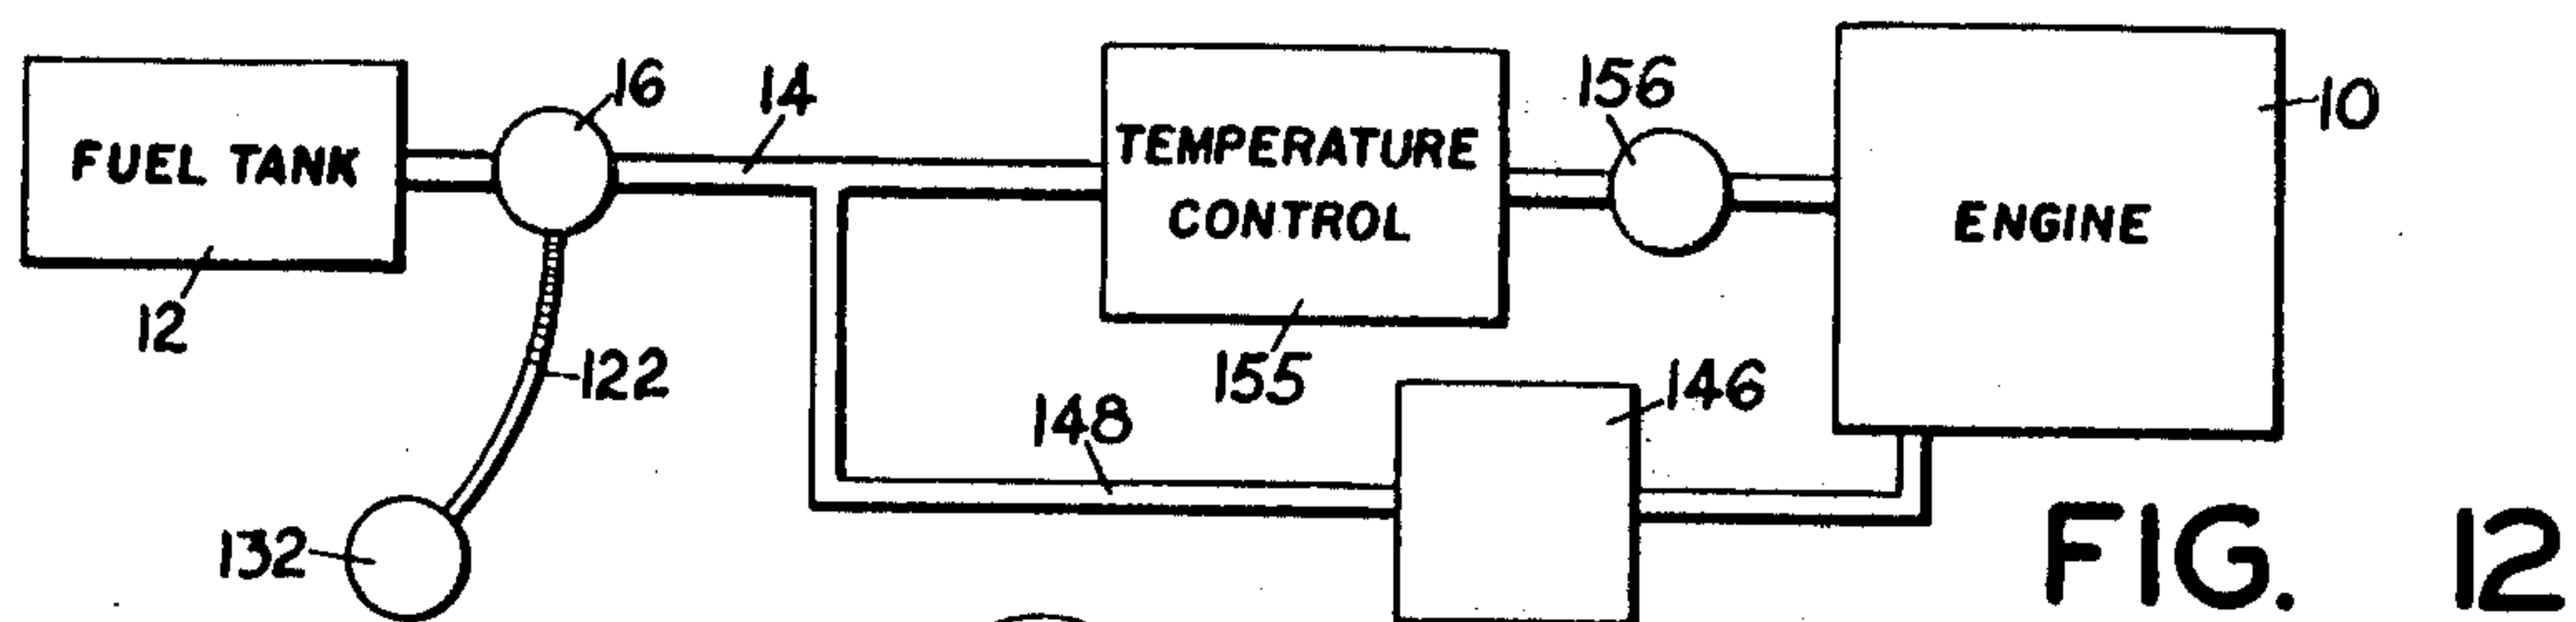 16
14
156
10
FUEL TANK
TEMPERATURE
CONTROL
ENGINE
12
122
155
146
148
132
FIG. 12